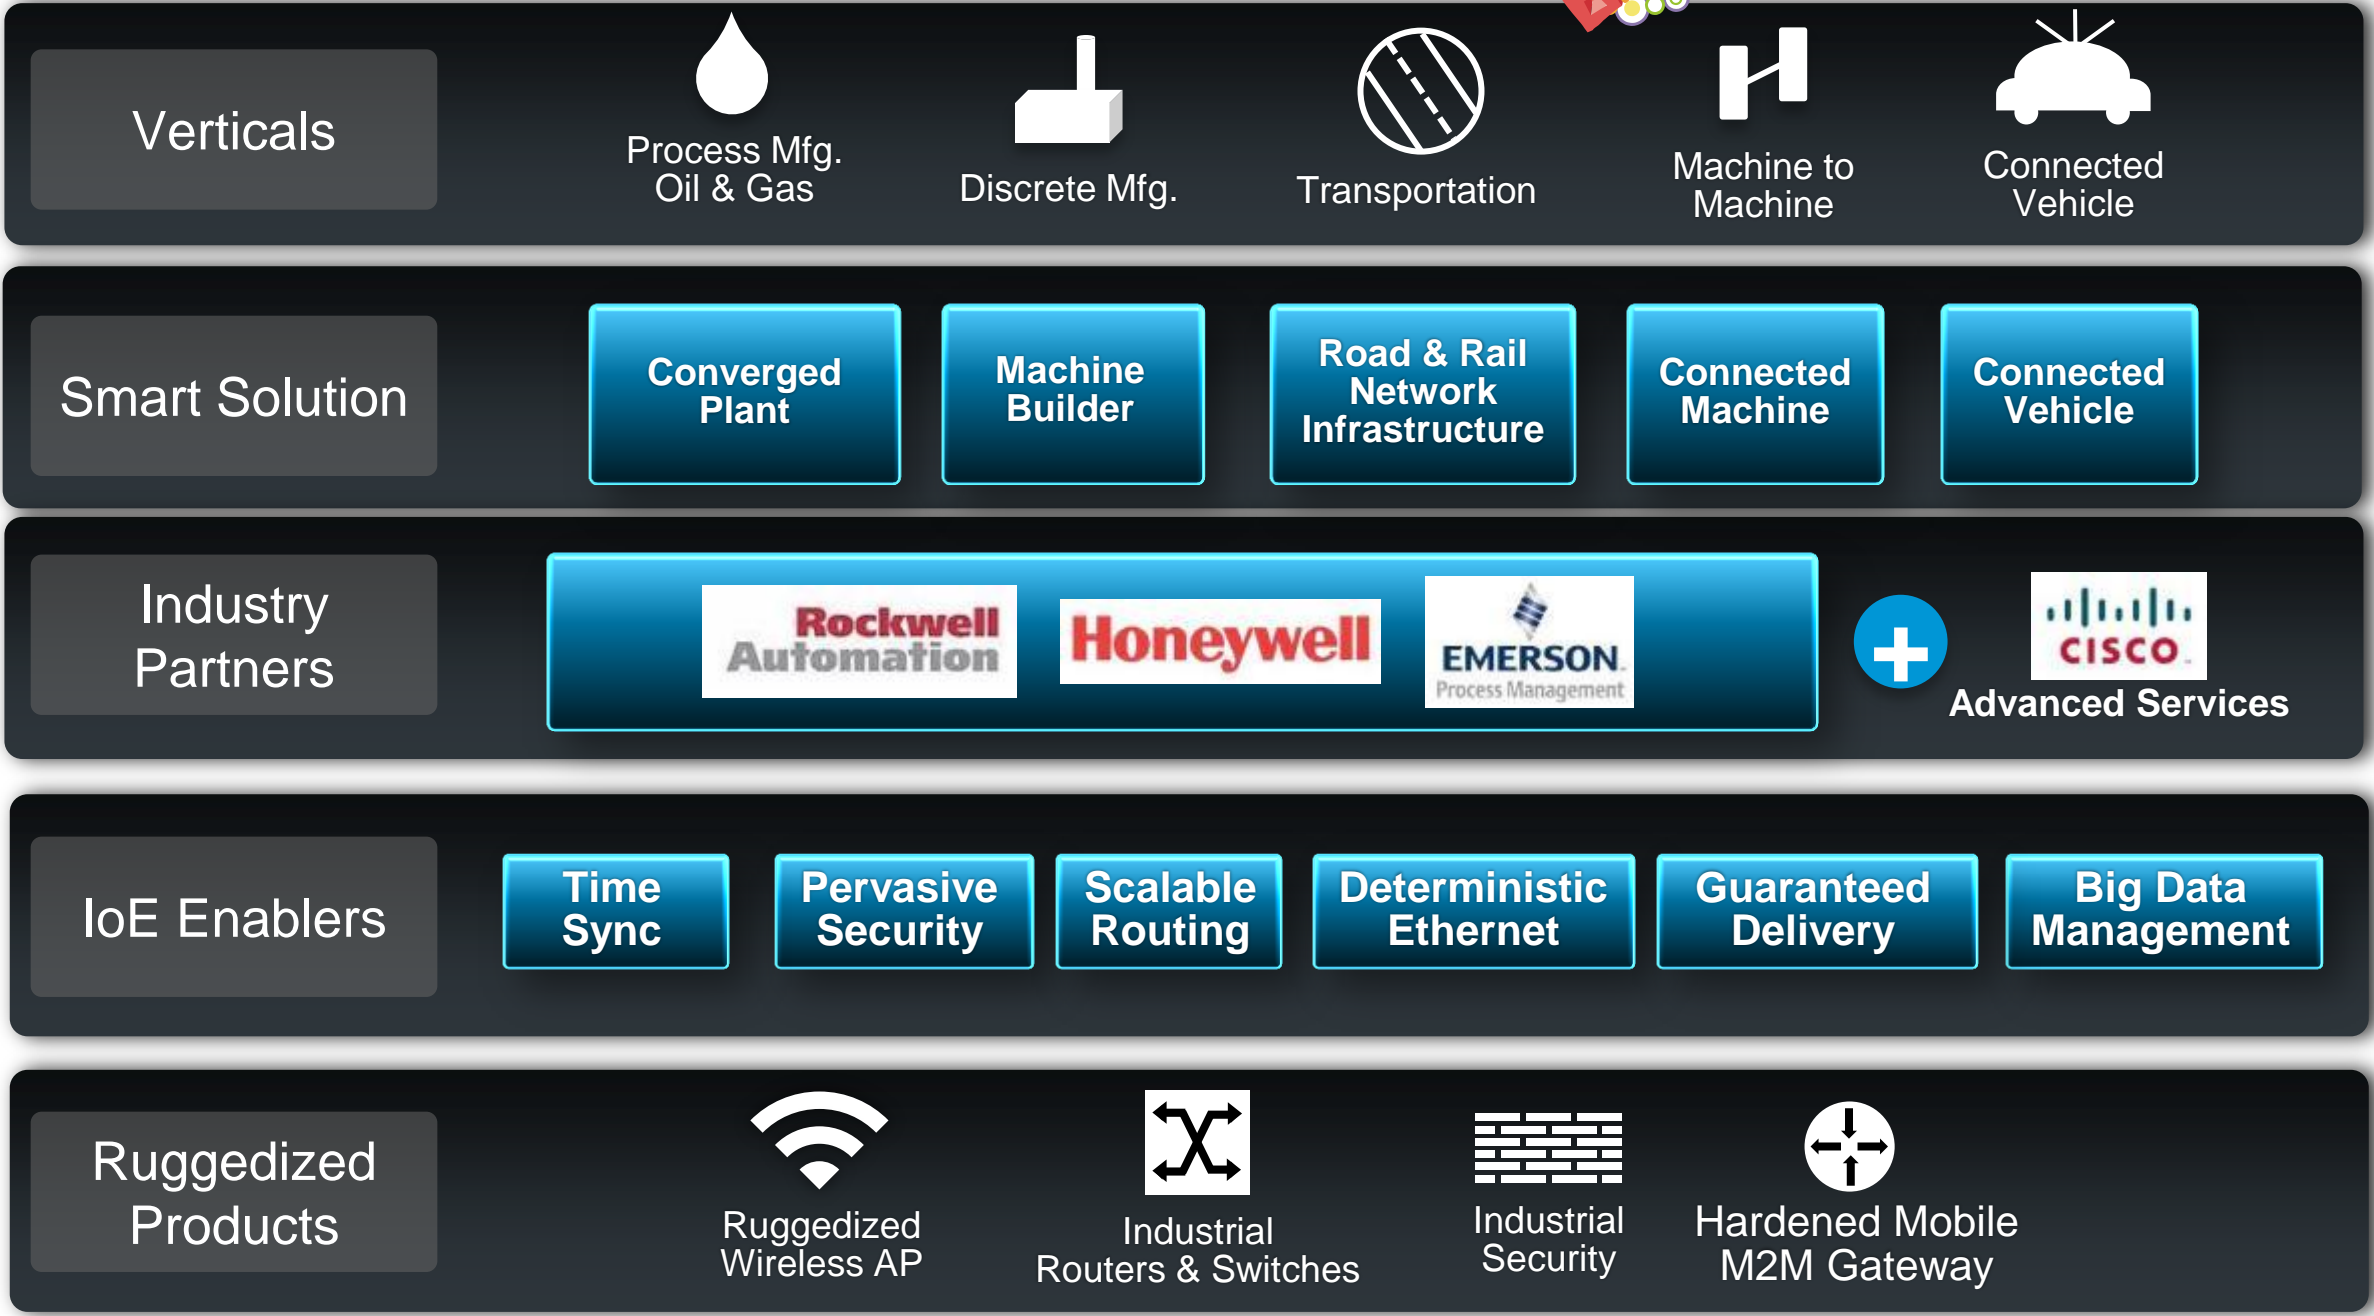 Verticals
Process Mfg.
Oil & Gas
Discrete Mfg.
Transportation
Machine to
Machine
Connected
Vehicle
Smart Solution
Converged
Plant
Machine
Builder
Road & Rail
Network
Infrastructure
Connected
Machine
Connected
Vehicle
Industry
Partners
Rockwell
Automation
Honeywell
EMERSON
Process Management
CISCO
Advanced Services
IoE Enablers
Time
Sync
Pervasive
Security
Scalable
Routing
Deterministic
Ethernet
Guaranteed
Delivery
Big Data
Management
Ruggedized
Products
Ruggedized
Wireless AP
Industrial
Routers & Switches
Industrial
Security
Hardened Mobile
M2M Gateway